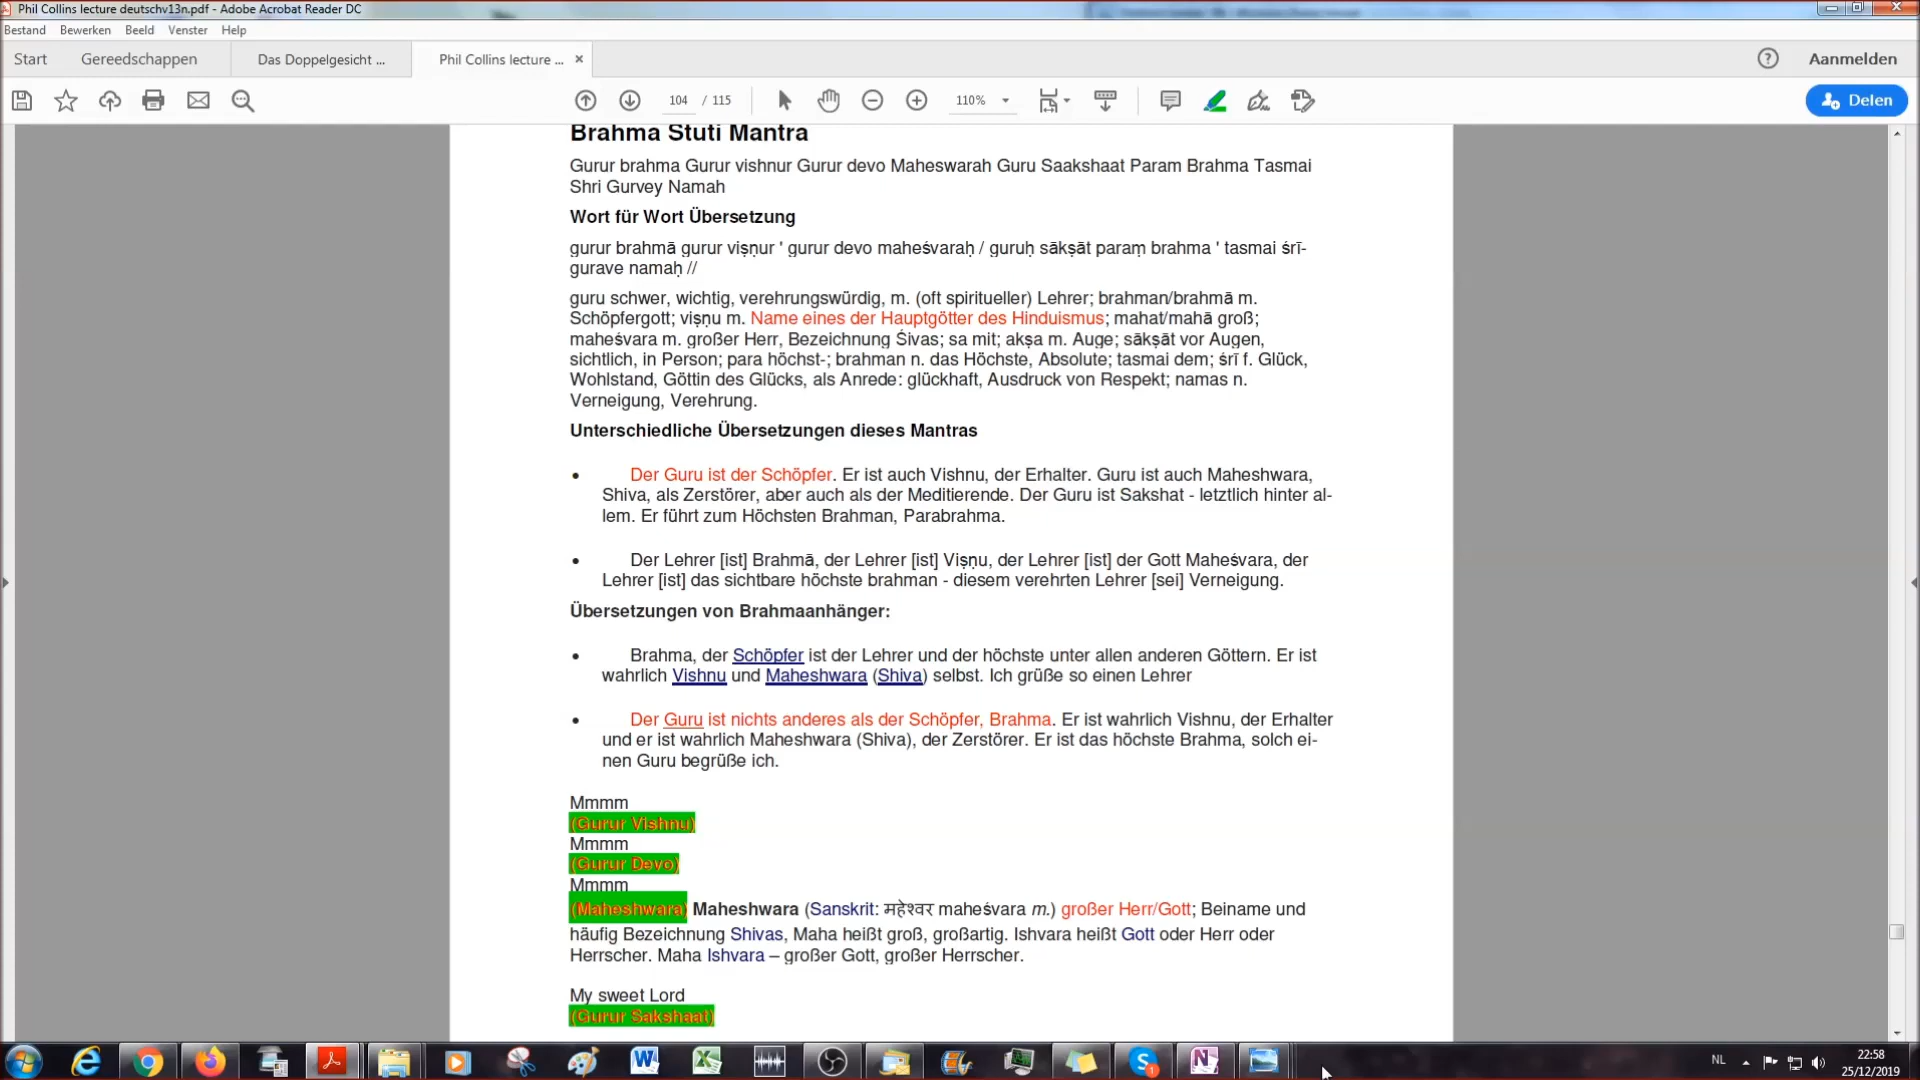 Phil Collins lecture deutschv13n.pdf - Adobe Acrobat Reader DC
Bestand Bewerken Beeld Venster Help
Start Gereedschappen Das Doppelgesicht ... Phil Collins lecture ... × ? Aanmelden
104 / 115 110% Delen
Brahma Stuti Mantra
Gurur brahma Gurur vishnur Gurur devo Maheswarah Guru Saakshaat Param Brahma Tasmai
Shri Gurvey Namah
Wort für Wort Übersetzung
gurur brahmā gurur viṣṇur ' gurur devo maheśvaraḥ / guruḥ sākṣāt paraṃ brahma ' tasmai śrī-
gurave namaḥ //
guru schwer, wichtig, verehrungswürdig, m. (oft spiritueller) Lehrer; brahman/brahmā m.
Schöpfergott; viṣṇu m. Name eines der Hauptgötter des Hinduismus; mahat/mahā groß;
maheśvara m. großer Herr, Bezeichnung Śivas; sa mit; akṣa m. Auge; sākṣāt vor Augen,
sichtlich, in Person; para höchst-; brahman n. das Höchste, Absolute; tasmai dem; śrī f. Glück,
Wohlstand, Göttin des Glücks, als Anrede: glückhaft, Ausdruck von Respekt; namas n.
Verneigung, Verehrung.
Unterschiedliche Übersetzungen dieses Mantras
• Der Guru ist der Schöpfer. Er ist auch Vishnu, der Erhalter. Guru ist auch Maheshwara,
Shiva, als Zerstörer, aber auch als der Meditierende. Der Guru ist Sakshat - letztlich hinter al-
lem. Er führt zum Höchsten Brahman, Parabrahma.
• Der Lehrer [ist] Brahmā, der Lehrer [ist] Viṣṇu, der Lehrer [ist] der Gott Maheśvara, der
Lehrer [ist] das sichtbare höchste brahman - diesem verehrten Lehrer [sei] Verneigung.
Übersetzungen von Brahmaanhänger:
• Brahma, der Schöpfer ist der Lehrer und der höchste unter allen anderen Göttern. Er ist
wahrlich Vishnu und Maheshwara (Shiva) selbst. Ich grüße so einen Lehrer
• Der Guru ist nichts anderes als der Schöpfer, Brahma. Er ist wahrlich Vishnu, der Erhalter
und er ist wahrlich Maheshwara (Shiva), der Zerstörer. Er ist das höchste Brahma, solch ei-
nen Guru begrüße ich.
Mmmm
(Gurur Vishnu)
Mmmm
(Gurur Devo)
Mmmm
(Maheshwara) Maheshwara (Sanskrit: महेश्वर maheśvara m.) großer Herr/Gott; Beiname und
häufig Bezeichnung Shivas, Maha heißt groß, großartig. Ishvara heißt Gott oder Herr oder
Herrscher. Maha Ishvara – großer Gott, großer Herrscher.
My sweet Lord
(Gurur Sakshaat)
NL 22:58
25/12/2019